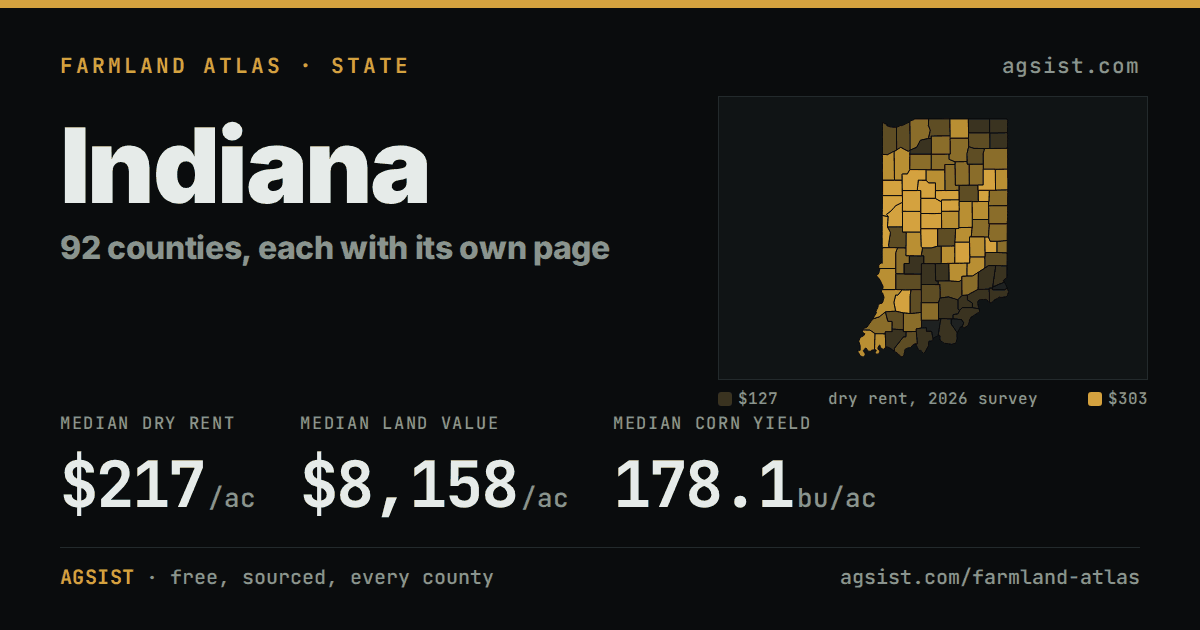 FARMLAND ATLAS · STATE
agsist.com
Indiana
92 counties, each with its own page
$127
dry rent, 2026 survey
$303
MEDIAN DRY RENT
MEDIAN LAND VALUE
MEDIAN CORN YIELD
$217/ac
$8,158/ac
178.1bu/ac
AGSIST · free, sourced, every county
agsist.com/farmland-atlas